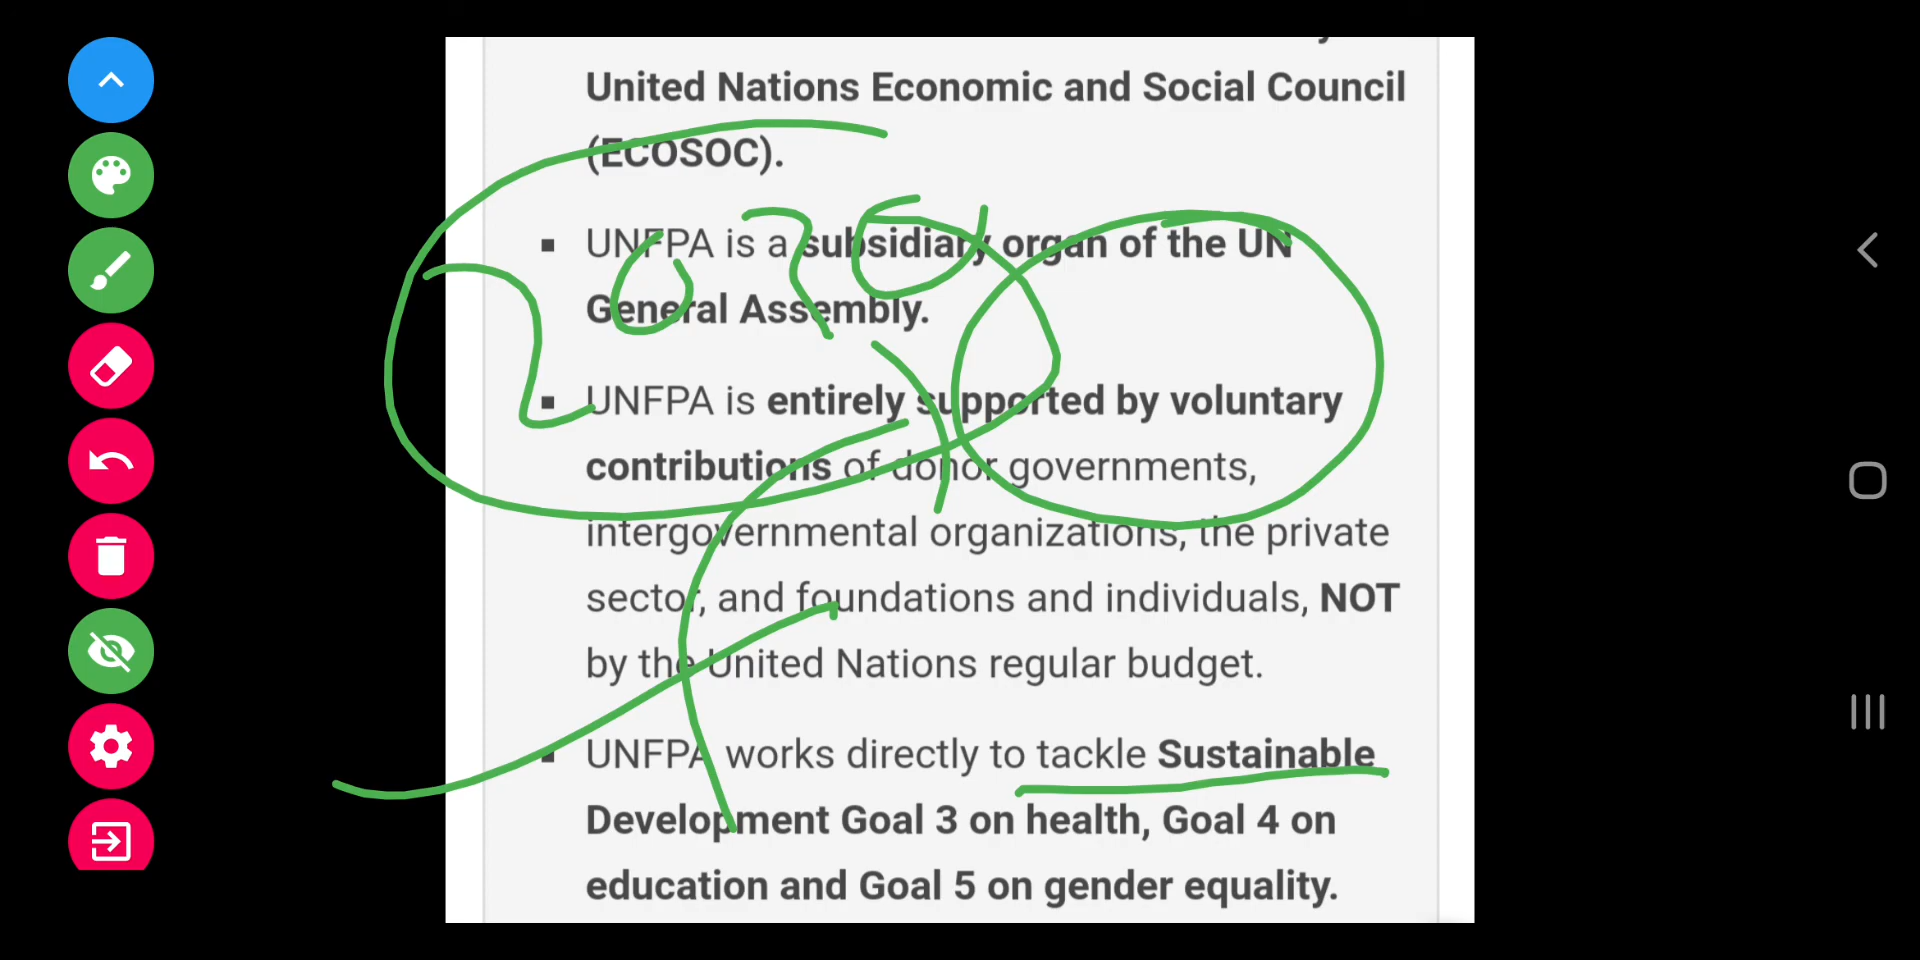 United Nations Economic and Social Council
(ECOSOC).
▪ UNFPA is a subsidiary organ of the UN
General Assembly.
▪ UNFPA is entirely supported by voluntary
contributions of donor governments,
intergovernmental organizations, the private
sector, and foundations and individuals, NOT
by the United Nations regular budget.
▪ UNFPA works directly to tackle Sustainable
Development Goal 3 on health, Goal 4 on
education and Goal 5 on gender equality.